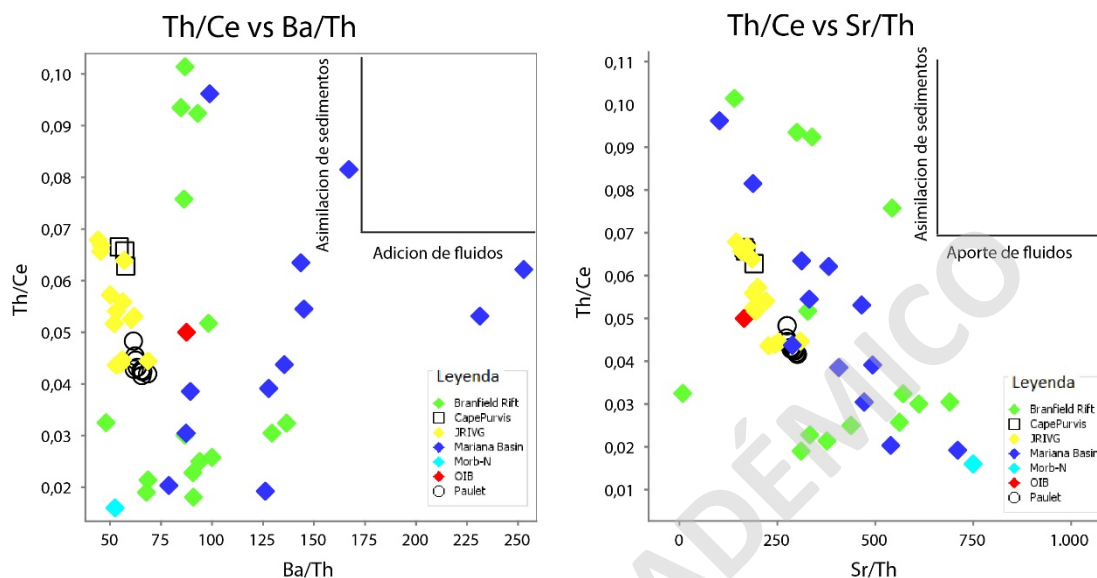 Th/Ce vs Ba/Th
Th/Ce
0,10
0,09
0,08
0,07
0,06
0,05
0,04
0,03
0,02
50
75
100
125
150
175
200
225
250
Ba/Th
Asimilacion de sedimentos
Adicion de fluidos
Leyenda
Branfield Rift
CapePurvis
JRIVG
Mariana Basin
Morb-N
OIB
Paulet
Th/Ce vs Sr/Th
Th/Ce
0,11
0,10
0,09
0,08
0,07
0,06
0,05
0,04
0,03
0,02
0,01
0
250
500
750
1.000
Sr/Th
Asimilacion de sedimentos
Aporte de fluidos
Leyenda
Branfield Rift
CapePurvis
JRIVG
Mariana Basin
Morb-N
OIB
Paulet
ADÉMICO